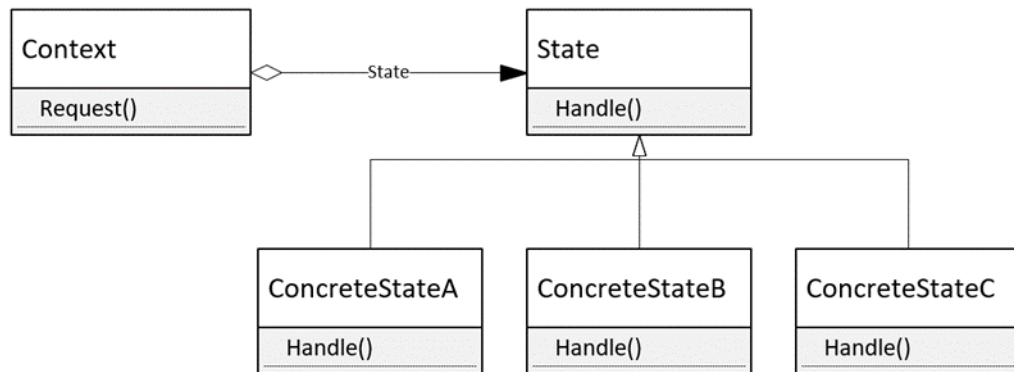 Context
Request()
State
State
Handle()
ConcreteStateA
Handle()
ConcreteStateB
Handle()
ConcreteStateC
Handle()